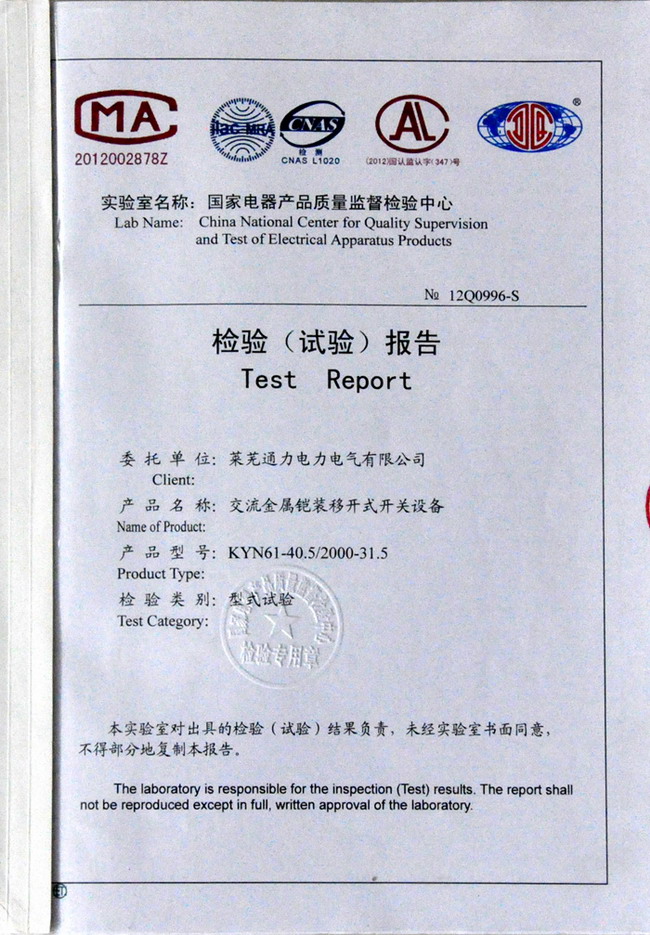 MA
2012002878Z
ilac-MRA
CNAS
检 测
CNAS L1020
AL
(2012)国认监认字(347)号
®
实验室名称：国家电器产品质量监督检验中心
Lab Name: China National Center for Quality Supervision
and Test of Electrical Apparatus Products
№ 12Q0996-S
检验（试验）报告
Test Report
委 托 单 位：莱芜通力电力电气有限公司
Client:
产 品 名 称：交流金属铠装移开式开关设备
Name of Product:
产 品 型 号：KYN61-40.5/2000-31.5
Product Type:
检 验 类 别：型式试验
Test Category:
检验专用章
本实验室对出具的检验（试验）结果负责，未经实验室书面同意，
不得部分地复制本报告。
The laboratory is responsible for the inspection (Test) results. The report shall
not be reproduced except in full, written approval of the laboratory.